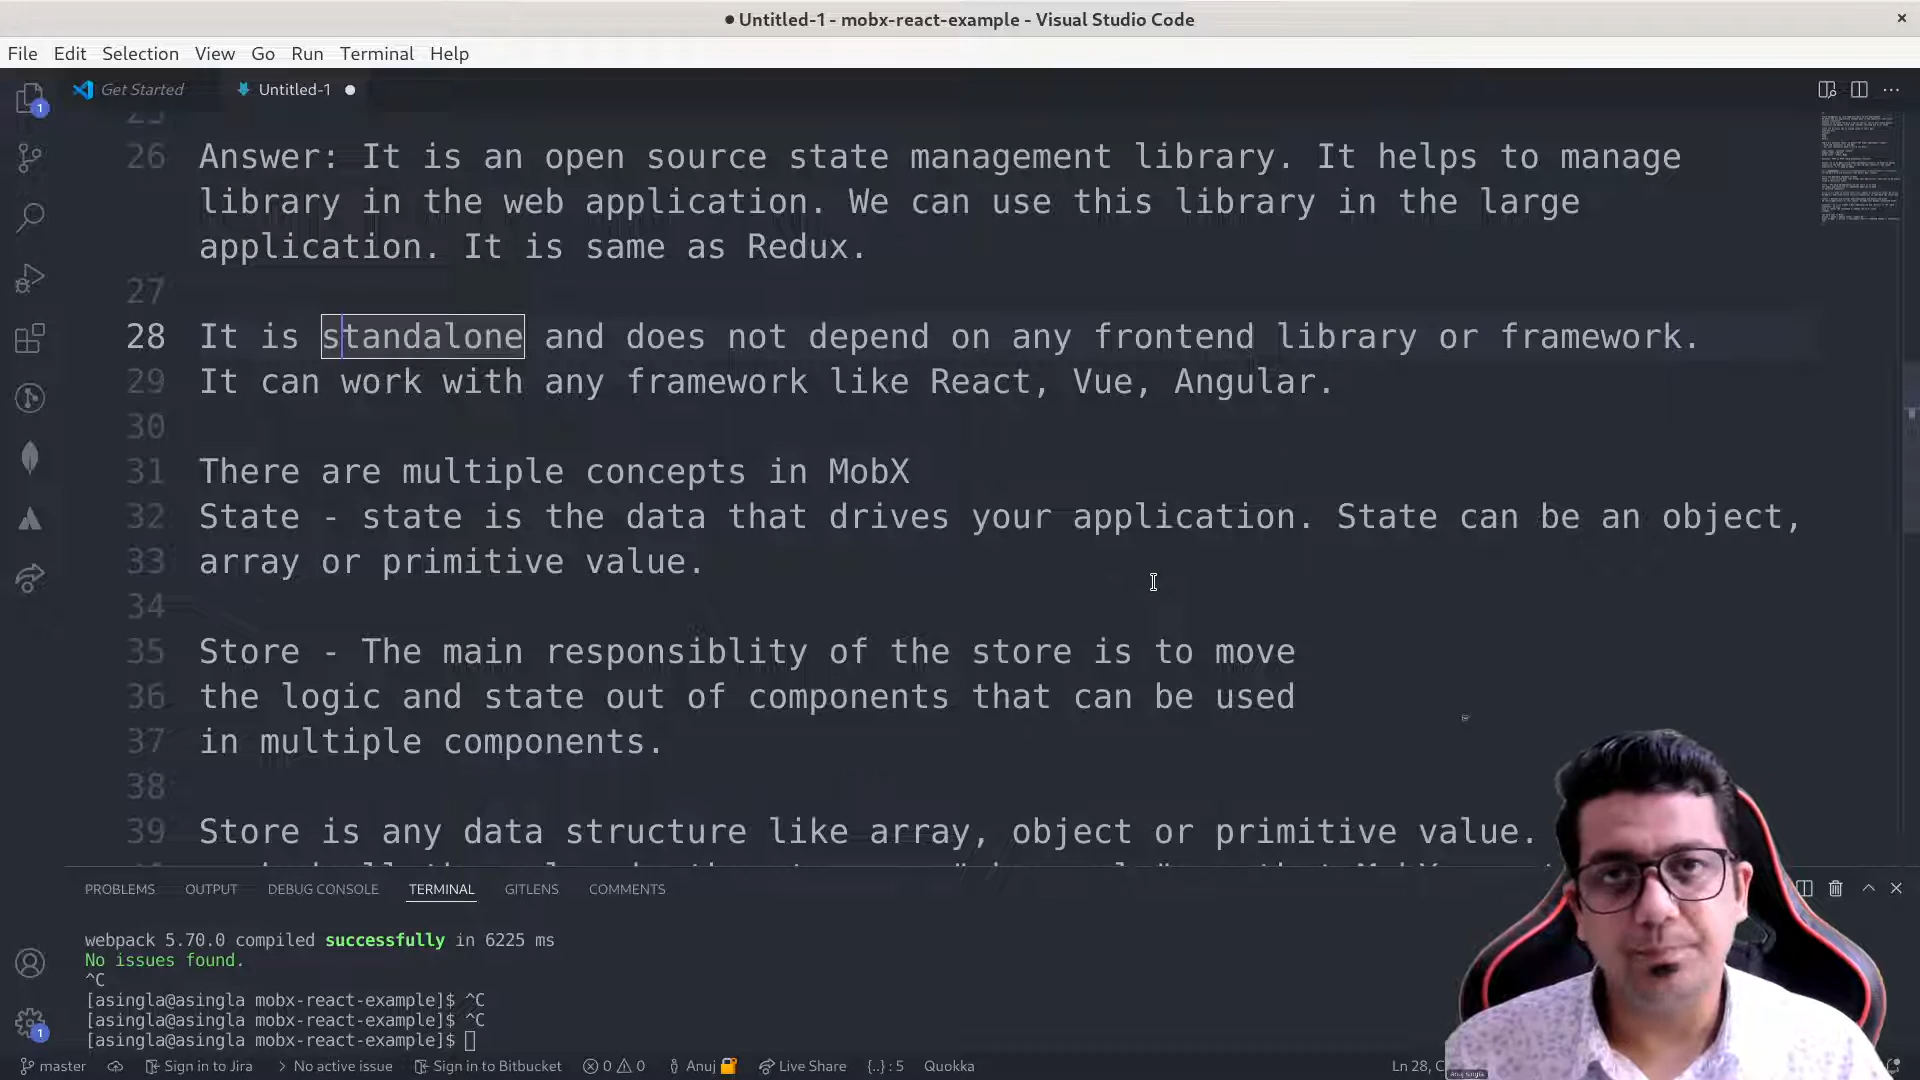 ● Untitled-1 - mobx-react-example - Visual Studio Code
File Edit Selection View Go Run Terminal Help
Get Started Untitled-1
26 Answer: It is an open source state management library. It helps to manage
library in the web application. We can use this library in the large
application. It is same as Redux.
27
28 It is standalone and does not depend on any frontend library or framework.
29 It can work with any framework like React, Vue, Angular.
30
31 There are multiple concepts in MobX
32 State - state is the data that drives your application. State can be an object,
33 array or primitive value.
34
35 Store - The main responsiblity of the store is to move
36 the logic and state out of components that can be used
37 in multiple components.
38
39 Store is any data structure like array, object or primitive value.
PROBLEMS OUTPUT DEBUG CONSOLE TERMINAL GITLENS COMMENTS
webpack 5.70.0 compiled successfully in 6225 ms
No issues found.
^C
[asingla@asingla mobx-react-example]$ ^C
[asingla@asingla mobx-react-example]$ ^C
[asingla@asingla mobx-react-example]$
master Sign in to Jira No active issue Sign in to Bitbucket 0 0 Anuj Live Share {..} : 5 Quokka Ln 28, C
1
1